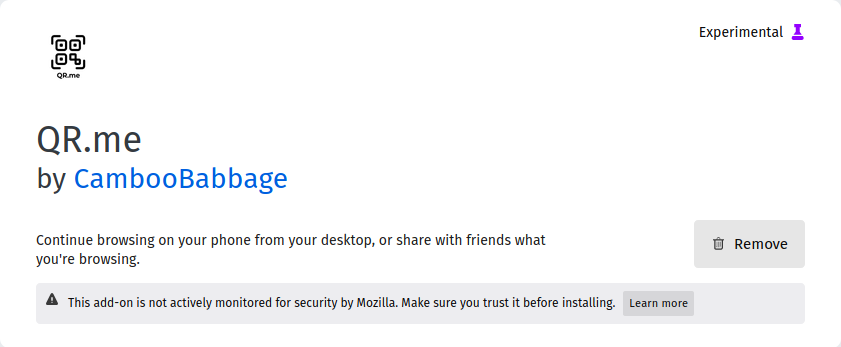 Experimental
QR.me
QR.me
by CambooBabbage
Continue browsing on your phone from your desktop, or share with friends what
you're browsing.
Remove
This add-on is not actively monitored for security by Mozilla. Make sure you trust it before installing. Learn more